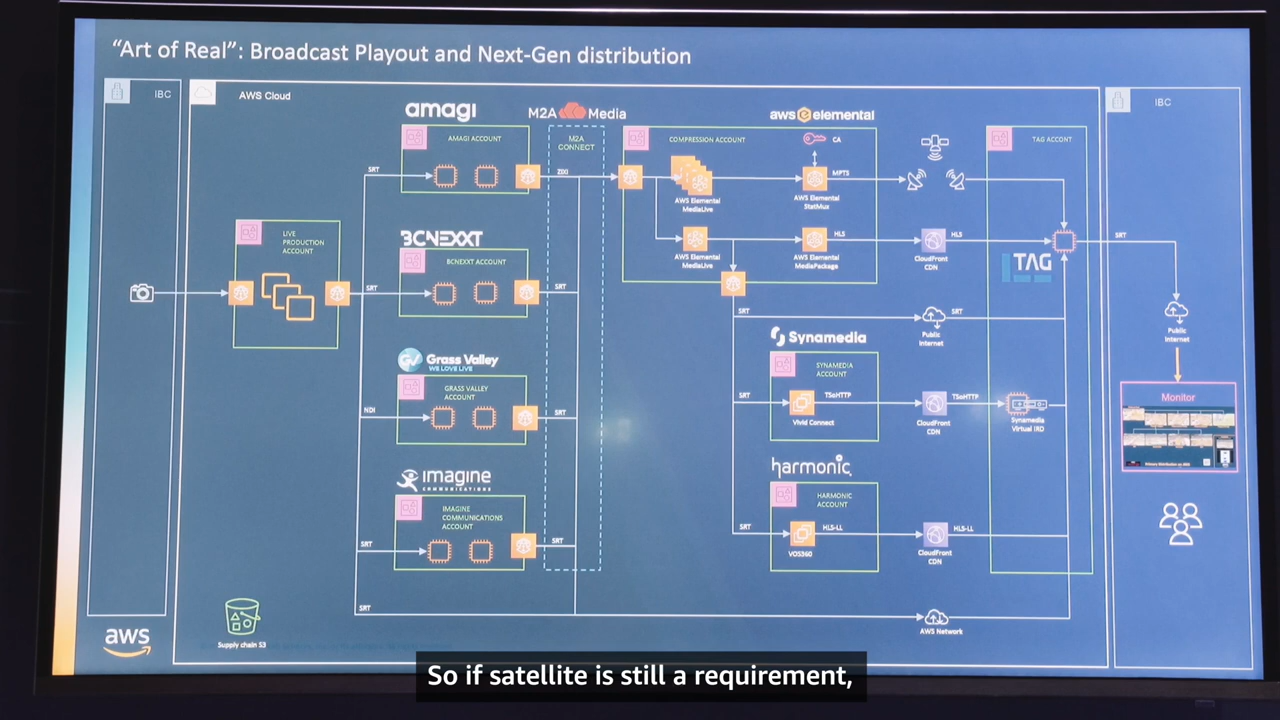 “Art of Real”: Broadcast Playout and Next-Gen distribution
IBC
AWS Cloud
amagi
AMAGI ACCOUNT
SRT
M2A Media
M2A
CONNECT
ZIXI
aws elemental
COMPRESSION ACCOUNT
CA
AWS Elemental
MediaLive
AWS Elemental
StatMux
MPTS
AWS Elemental
MediaLive
AWS Elemental
MediaPackage
HLS
CloudFront
CDN
HLS
TAG ACCONT
TAG
SRT
IBC
Public
Internet
Monitor
LIVE
PRODUCTION
ACCOUNT
BCNEXXT
BCNEXXT ACCOUNT
SRT
SRT
SRT
Public
Internet
SRT
Grass Valley
WE LOVE LIVE
GRASS VALLEY
ACCOUNT
NDI
SRT
Synamedia
SYNAMEDIA
ACCOUNT
SRT
Vivid Connect
TSoHTTP
CloudFront
CDN
TSoHTTP
Synamedia
Virtual IRD
imagine
COMMUNICATIONS
IMAGINE
COMMUNICATIONS
ACCOUNT
SRT
SRT
harmonic
HARMONIC
ACCOUNT
SRT
VOS360
HLS-LL
CloudFront
CDN
HLS-LL
SRT
AWS Network
Supply chain S3
aws
So if satellite is still a requirement,